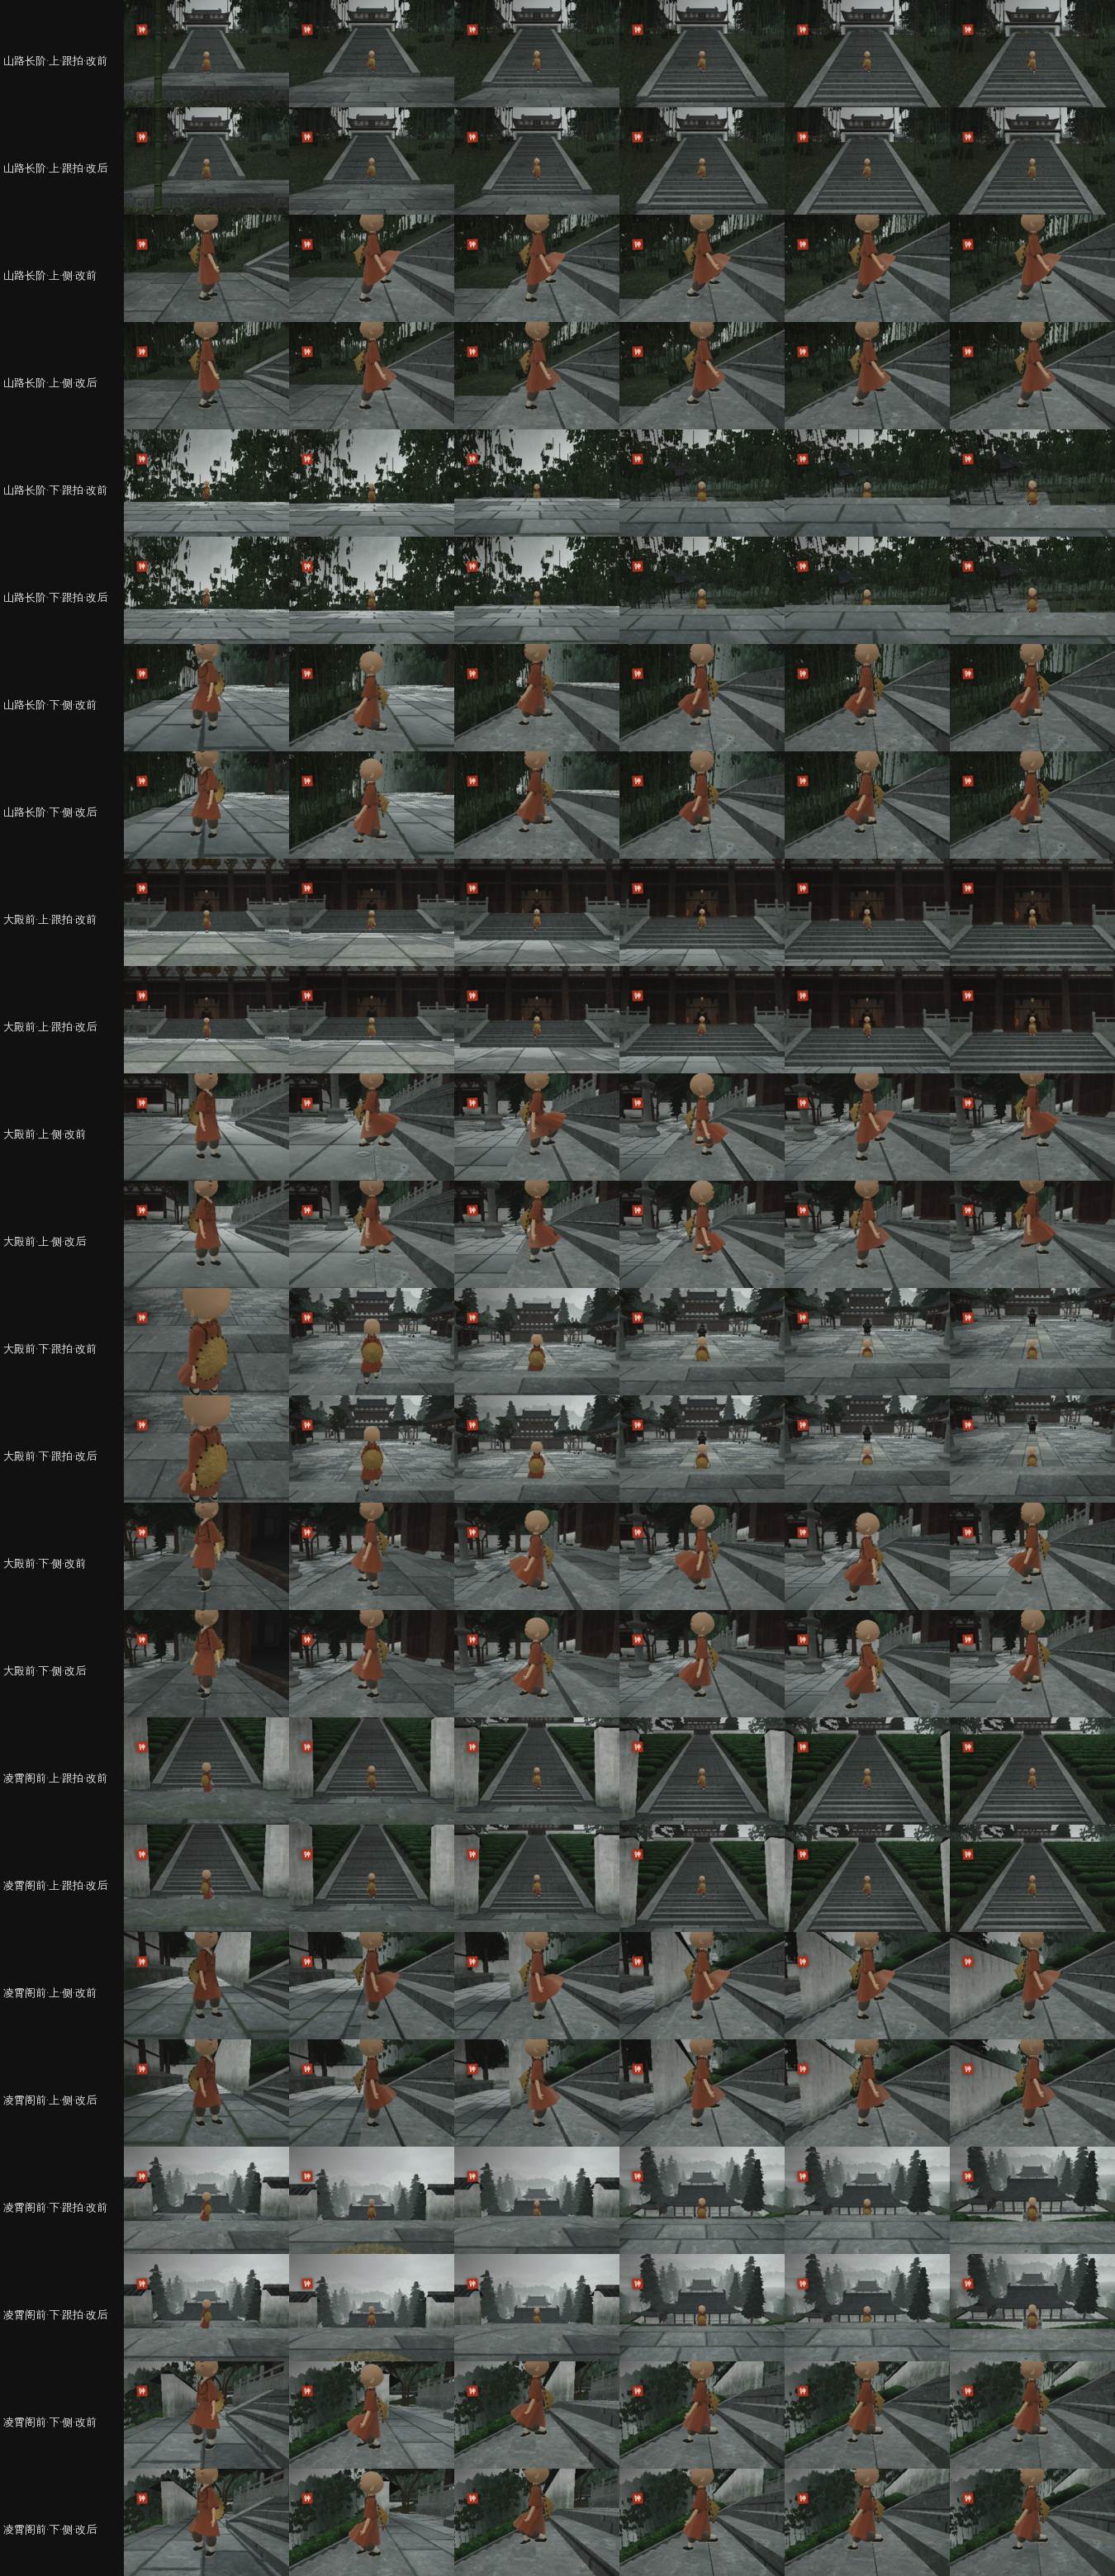 山路长阶·上·跟拍·改前
山路长阶·上·跟拍·改后
山路长阶·上·侧·改前
山路长阶·上·侧·改后
山路长阶·下·跟拍·改前
山路长阶·下·跟拍·改后
山路长阶·下·侧·改前
山路长阶·下·侧·改后
大殿前·上·跟拍·改前
大殿前·上·跟拍·改后
大殿前·上·侧·改前
大殿前·上·侧·改后
大殿前·下·跟拍·改前
大殿前·下·跟拍·改后
大殿前·下·侧·改前
大殿前·下·侧·改后
凌霄阁前·上·跟拍·改前
凌霄阁前·上·跟拍·改后
凌霄阁前·上·侧·改前
凌霄阁前·上·侧·改后
凌霄阁前·下·跟拍·改前
凌霄阁前·下·跟拍·改后
凌霄阁前·下·侧·改前
凌霄阁前·下·侧·改后